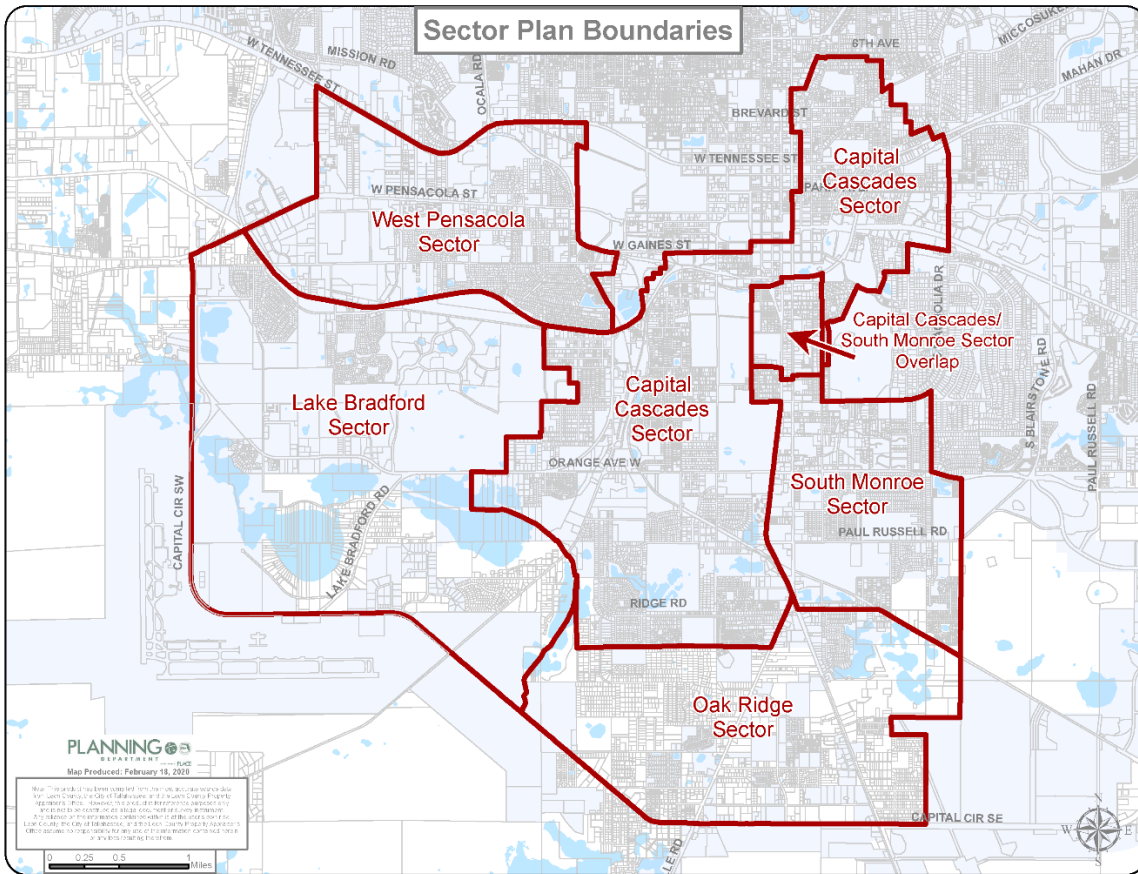 Sector Plan Boundaries
W TENNESSEE ST
MISSION RD
OCALA RD
6TH AVE
MICCOSUKEE
MAHAN DR
BREVARD ST
W TENNESSEE ST
Capital
Cascades
Sector
W PENSACOLA ST
West Pensacola
Sector
W GAINES ST
Capital Cascades/
South Monroe Sector
Overlap
S BLAIRSTONE RD
PAUL RUSSELL RD
Capital
Cascades
Sector
Lake Bradford
Sector
ORANGE AVE W
South Monroe
Sector
CAPITAL CIR SW
LAKE BRADFORD RD
PAUL RUSSELL RD
RIDGE RD
Oak Ridge
Sector
PLANNING
DEPARTMENT
PLACE
Map Produced: February 18, 2020
CAPITAL CIR SE
W E
0 0.25 0.5 1
Miles